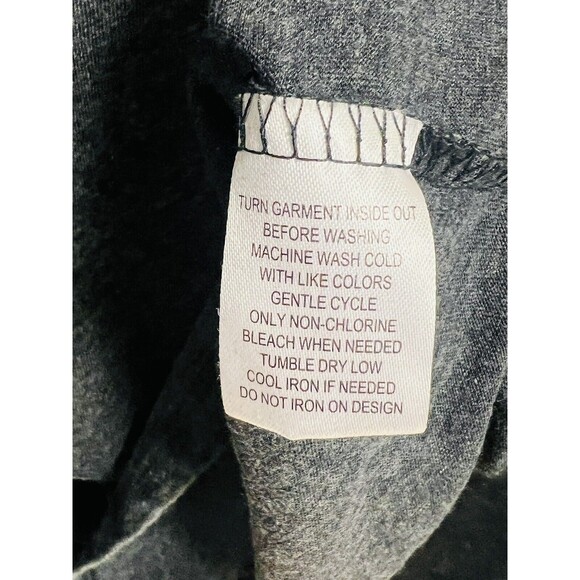 TURN GARMENT INSIDE OUT
BEFORE WASHING
MACHINE WASH COLD
WITH LIKE COLORS
GENTLE CYCLE
ONLY NON-CHLORINE
BLEACH WHEN NEEDED
TUMBLE DRY LOW
COOL IRON IF NEEDED
DO NOT IRON ON DESIGN